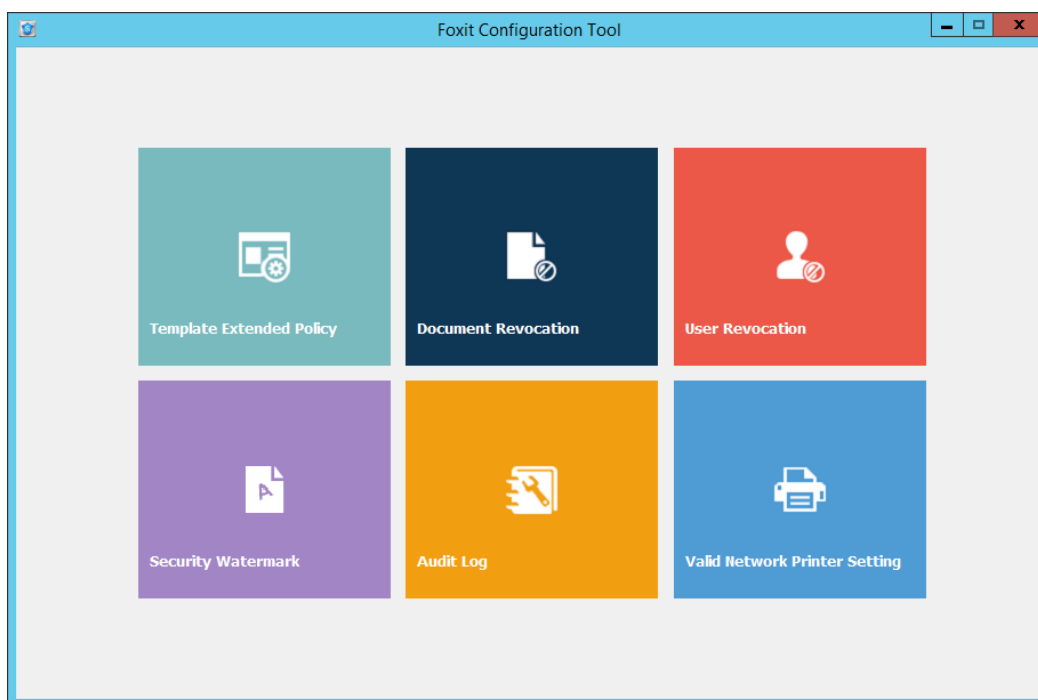 Foxit Configuration Tool
Template Extended Policy
Document Revocation
User Revocation
Security Watermark
Audit Log
Valid Network Printer Setting